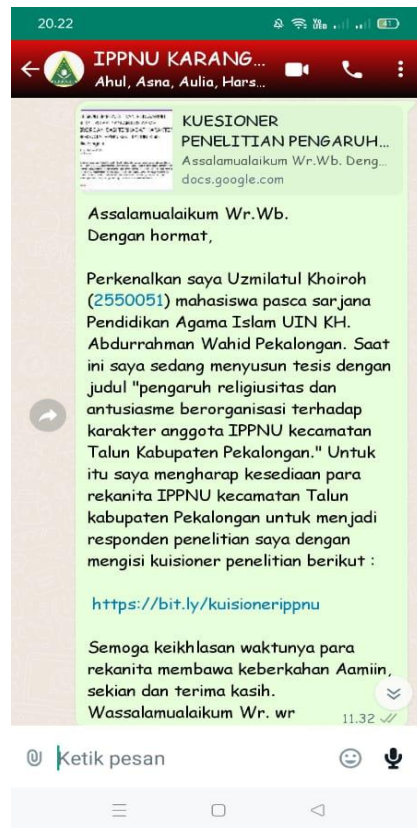 20.22
IPPNU KARANG...
Ahul, Asna, Aulia, Hars...
KUESIONER
PENELITIAN PENGARUH...
Assalamualaikum Wr.Wb. Deng...
docs.google.com
Assalamualaikum Wr.Wb.
Dengan hormat,
Perkenalkan saya Uzmilatul Khoiroh
(2550051) mahasiswa pasca sarjana
Pendidikan Agama Islam UIN KH.
Abdurrahman Wahid Pekalongan. Saat
ini saya sedang menyusun tesis dengan
judul "pengaruh religiusitas dan
antusiasme berorganisasi terhadap
karakter anggota IPPNU kecamatan
Talun Kabupaten Pekalongan." Untuk
itu saya mengharap kesediaan para
rekanita IPPNU kecamatan Talun
kabupaten Pekalongan untuk menjadi
responden penelitian saya dengan
mengisi kuisioner penelitian berikut :
https://bit.ly/kuisionerippnu
Semoga keikhlasan waktunya para
rekanita membawa keberkahan Aamiin,
sekian dan terima kasih.
Wassalamualaikum Wr. wr
11.32
Ketik pesan